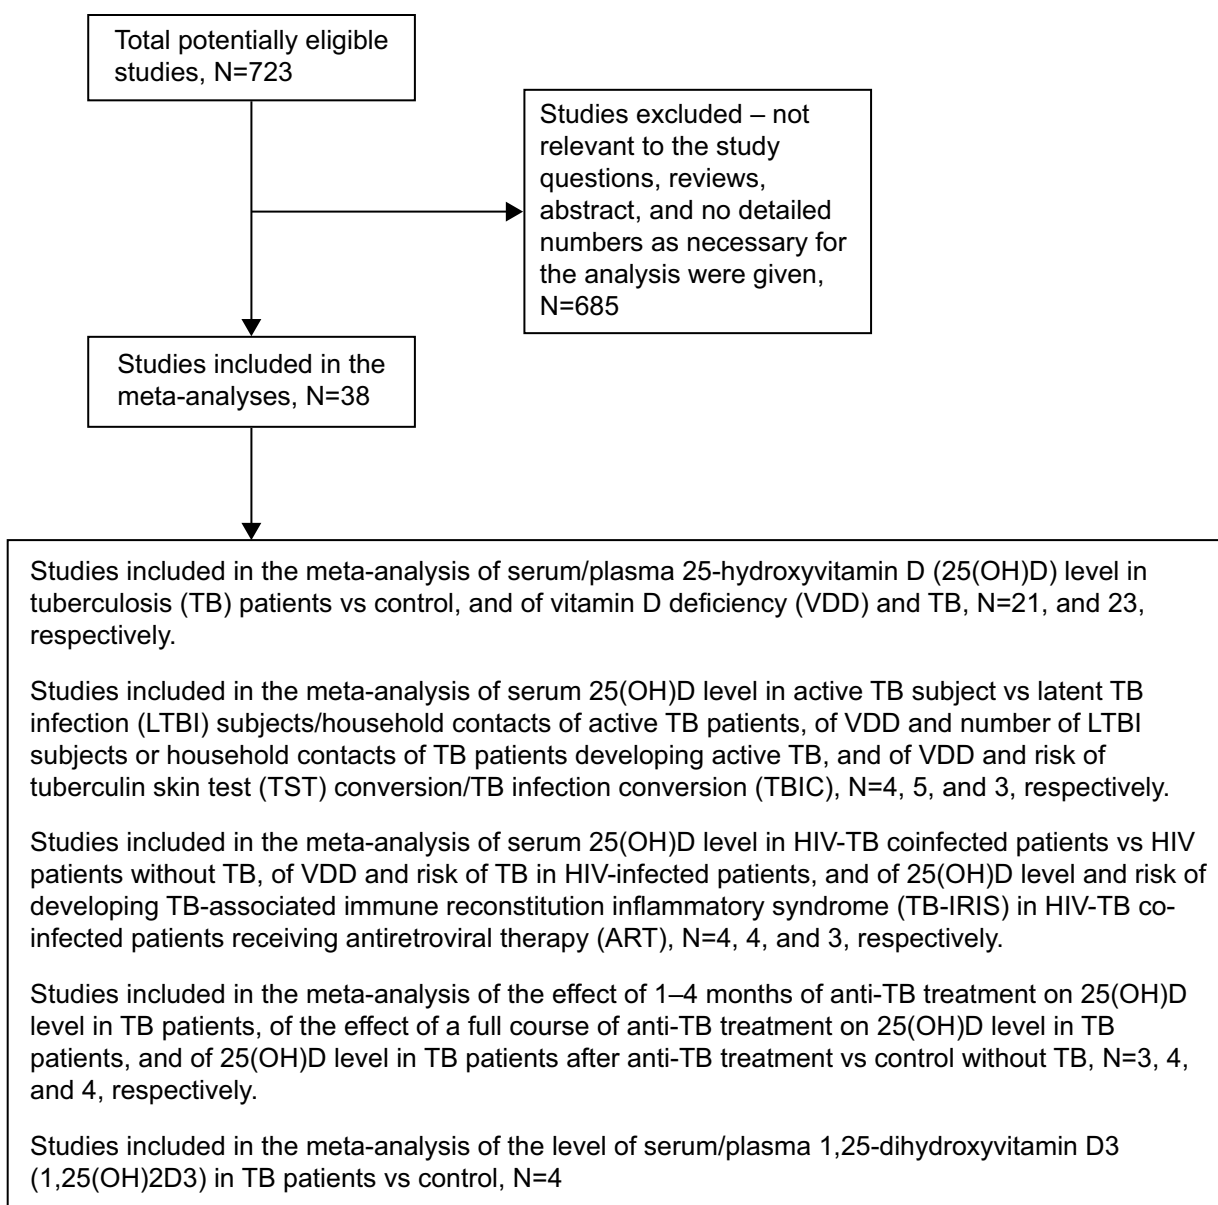 Total potentially eligible
studies, N=723
Studies excluded – not
relevant to the study
questions, reviews,
abstract, and no detailed
numbers as necessary for
the analysis were given,
N=685
Studies included in the
meta-analyses, N=38
Studies included in the meta-analysis of serum/plasma 25-hydroxyvitamin D (25(OH)D) level in
tuberculosis (TB) patients vs control, and of vitamin D deficiency (VDD) and TB, N=21, and 23,
respectively.
Studies included in the meta-analysis of serum 25(OH)D level in active TB subject vs latent TB
infection (LTBI) subjects/household contacts of active TB patients, of VDD and number of LTBI
subjects or household contacts of TB patients developing active TB, and of VDD and risk of
tuberculin skin test (TST) conversion/TB infection conversion (TBIC), N=4, 5, and 3, respectively.
Studies included in the meta-analysis of serum 25(OH)D level in HIV-TB coinfected patients vs HIV
patients without TB, of VDD and risk of TB in HIV-infected patients, and of 25(OH)D level and risk of
developing TB-associated immune reconstitution inflammatory syndrome (TB-IRIS) in HIV-TB co-
infected patients receiving antiretroviral therapy (ART), N=4, 4, and 3, respectively.
Studies included in the meta-analysis of the effect of 1–4 months of anti-TB treatment on 25(OH)D
level in TB patients, of the effect of a full course of anti-TB treatment on 25(OH)D level in TB
patients, and of 25(OH)D level in TB patients after anti-TB treatment vs control without TB, N=3, 4,
and 4, respectively.
Studies included in the meta-analysis of the level of serum/plasma 1,25-dihydroxyvitamin D3
(1,25(OH)2D3) in TB patients vs control, N=4